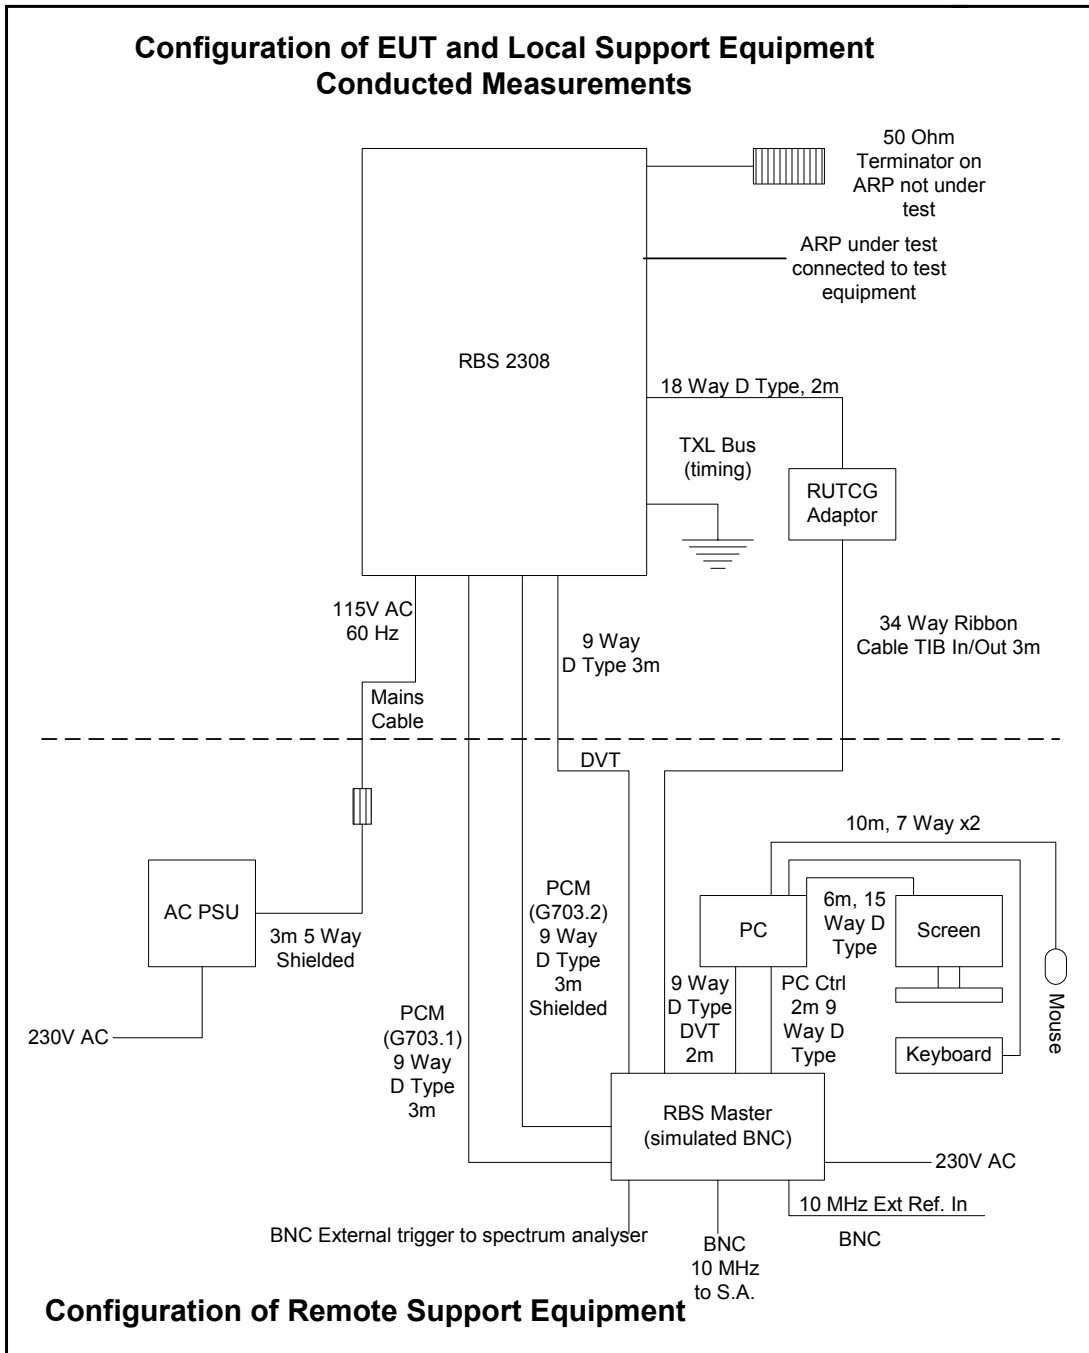 Configuration of EUT and Local Support Equipment
Conducted Measurements
50 Ohm
Terminator on
ARP not under
test
ARP under test
connected to test
equipment
RBS 2308
18 Way D Type, 2m
TXL Bus
(timing)
RUTCG
Adaptor
115V AC
60 Hz
9 Way
D Type 3m
34 Way Ribbon
Cable TIB In/Out 3m
Mains
Cable
DVT
10m, 7 Way x2
AC PSU
3m 5 Way
Shielded
230V AC
PCM
(G703.2)
9 Way
D Type
3m
Shielded
PCM
(G703.1)
9 Way
D Type
3m
PC
6m, 15
Way D
Type
Screen
Mouse
9 Way
D Type
DVT
2m
PC Ctrl
2m 9
Way D
Type
Keyboard
RBS Master
(simulated BNC)
230V AC
10 MHz Ext Ref. In
BNC
BNC External trigger to spectrum analyser
BNC
10 MHz
to S.A.
Configuration of Remote Support Equipment